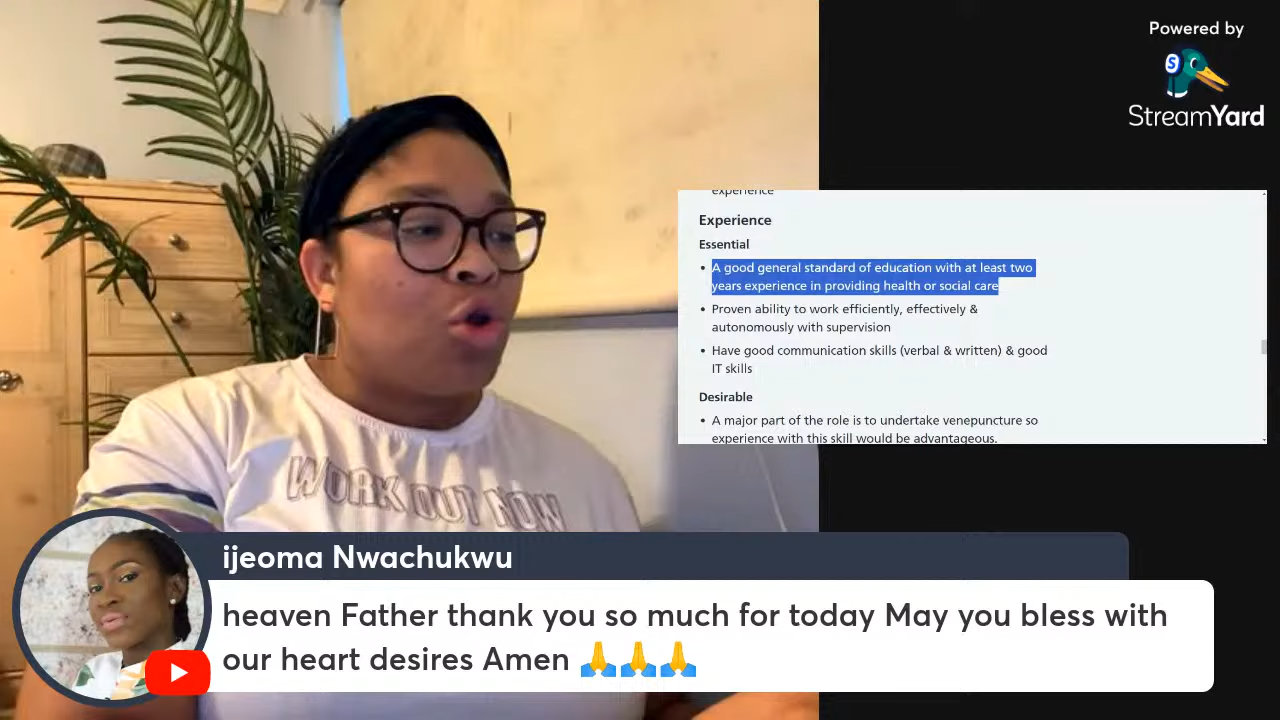 Powered by
StreamYard
experience
Experience
Essential
• A good general standard of education with at least two
years experience in providing health or social care
• Proven ability to work efficiently, effectively &
autonomously with supervision
• Have good communication skills (verbal & written) & good
IT skills
Desirable
• A major part of the role is to undertake venepuncture so
experience with this skill would be advantageous.
WORK OUT NOW
ijeoma Nwachukwu
heaven Father thank you so much for today May you bless with
our heart desires Amen 🙏🙏🙏